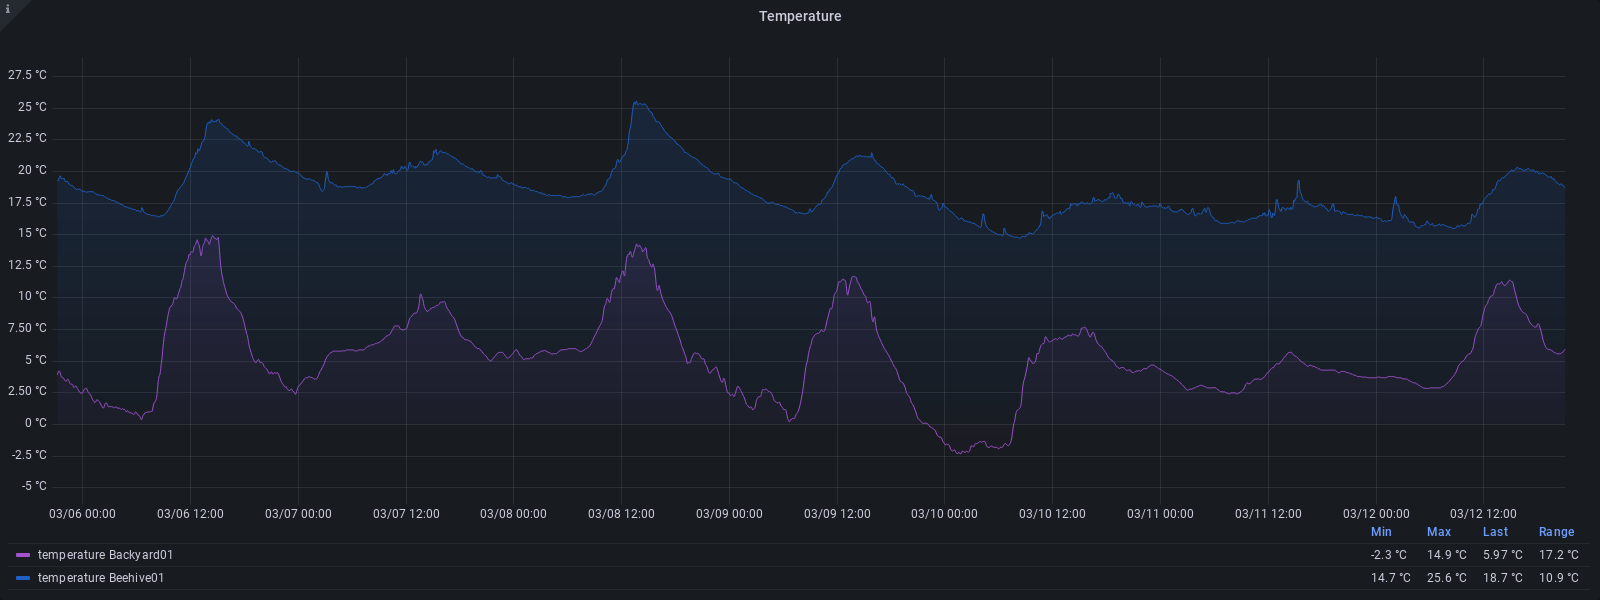 i
Temperature
27.5 °C
25 °C
22.5 °C
20 °C
17.5 °C
15 °C
12.5 °C
10 °C
7.50 °C
5 °C
2.50 °C
0 °C
-2.5 °C
-5 °C
03/06 00:00 03/06 12:00 03/07 00:00 03/07 12:00 03/08 00:00 03/08 12:00 03/09 00:00 03/09 12:00 03/10 00:00 03/10 12:00 03/11 00:00 03/11 12:00 03/12 00:00 03/12 12:00
Min Max Last Range
temperature Backyard01 -2.3 °C 14.9 °C 5.97 °C 17.2 °C
temperature Beehive01 14.7 °C 25.6 °C 18.7 °C 10.9 °C